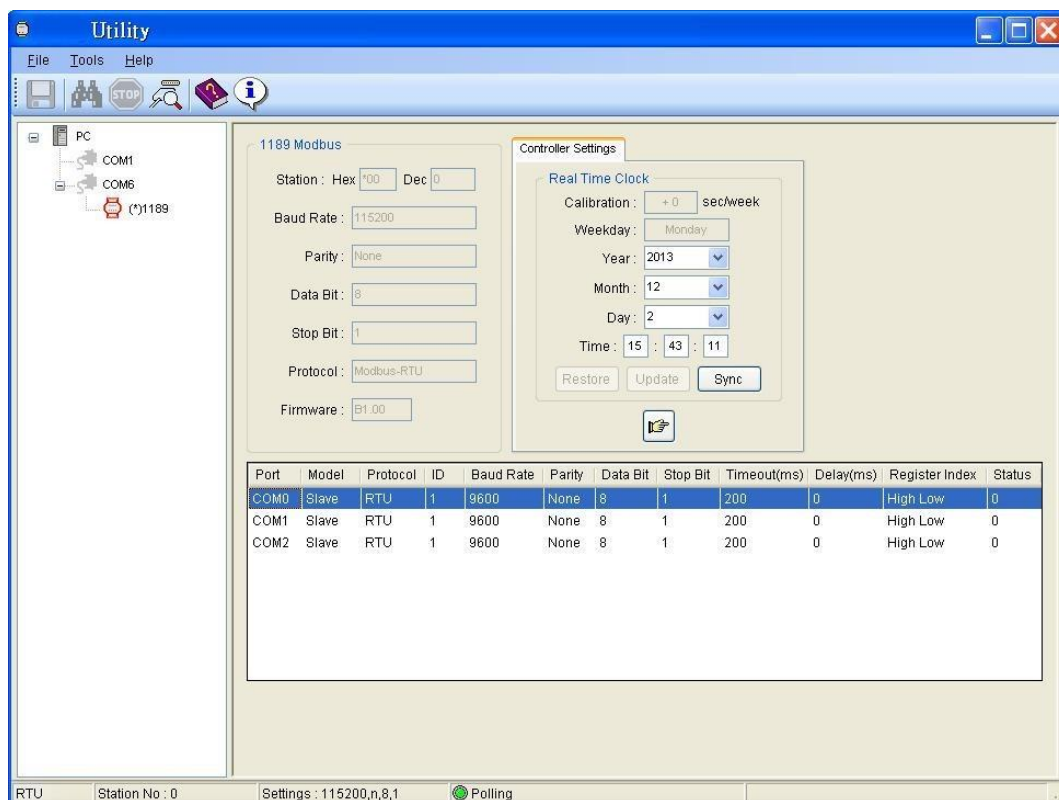 Utility
File Tools Help
STOP
PC
COM1
COM6
(*)1189
1189 Modbus
Station : Hex *00 Dec 0
Baud Rate : 115200
Parity : None
Data Bit : 8
Stop Bit : 1
Protocol : Modbus-RTU
Firmware : B1.00
Controller Settings
Real Time Clock
Calibration : + 0 sec/week
Weekday : Monday
Year : 2013
Month : 12
Day : 2
Time : 15 : 43 : 11
Restore Update Sync
Port Model Protocol ID Baud Rate Parity Data Bit Stop Bit Timeout(ms) Delay(ms) Register Index Status
COM0 Slave RTU 1 9600 None 8 1 200 0 High Low 0
COM1 Slave RTU 1 9600 None 8 1 200 0 High Low 0
COM2 Slave RTU 1 9600 None 8 1 200 0 High Low 0
RTU Station No : 0 Settings : 115200,n,8,1 Polling